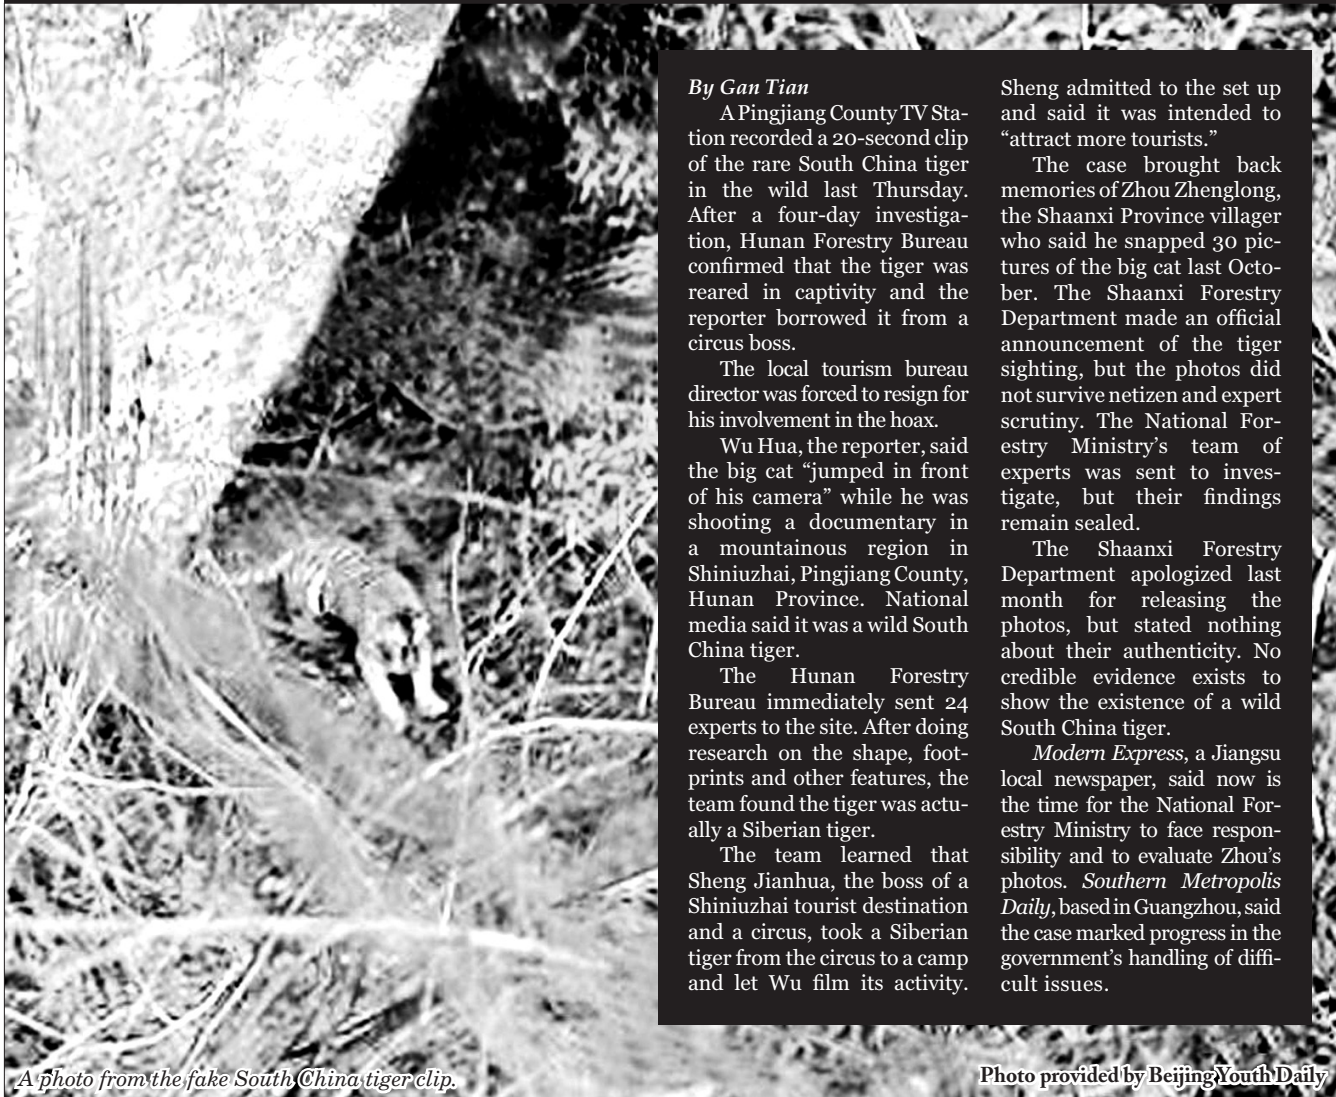 By Gan Tian
A Pingjiang County TV Sta-
tion recorded a 20-second clip
of the rare South China tiger
in the wild last Thursday.
After a four-day investiga-
tion, Hunan Forestry Bureau
confirmed that the tiger was
reared in captivity and the
reporter borrowed it from a
circus boss.
The local tourism bureau
director was forced to resign for
his involvement in the hoax.
Wu Hua, the reporter, said
the big cat “jumped in front
of his camera” while he was
shooting a documentary in
a mountainous region in
Shiniuzhai, Pingjiang County,
Hunan Province. National
media said it was a wild South
China tiger.
The Hunan Forestry
Bureau immediately sent 24
experts to the site. After doing
research on the shape, foot-
prints and other features, the
team found the tiger was actu-
ally a Siberian tiger.
The team learned that
Sheng Jianhua, the boss of a
Shiniuzhai tourist destination
and a circus, took a Siberian
tiger from the circus to a camp
and let Wu film its activity.
Sheng admitted to the set up
and said it was intended to
“attract more tourists.”
The case brought back
memories of Zhou Zhenglong,
the Shaanxi Province villager
who said he snapped 30 pic-
tures of the big cat last Octo-
ber. The Shaanxi Forestry
Department made an official
announcement of the tiger
sighting, but the photos did
not survive netizen and expert
scrutiny. The National For-
estry Ministry’s team of
experts was sent to inves-
tigate, but their findings
remain sealed.
The Shaanxi Forestry
Department apologized last
month for releasing the
photos, but stated nothing
about their authenticity. No
credible evidence exists to
show the existence of a wild
South China tiger.
Modern Express, a Jiangsu
local newspaper, said now is
the time for the National For-
estry Ministry to face respon-
sibility and to evaluate Zhou’s
photos. Southern Metropolis
Daily, based in Guangzhou, said
the case marked progress in the
government’s handling of diffi-
cult issues.
A photo from the fake South China tiger clip.
Photo provided by Beijing Youth Daily